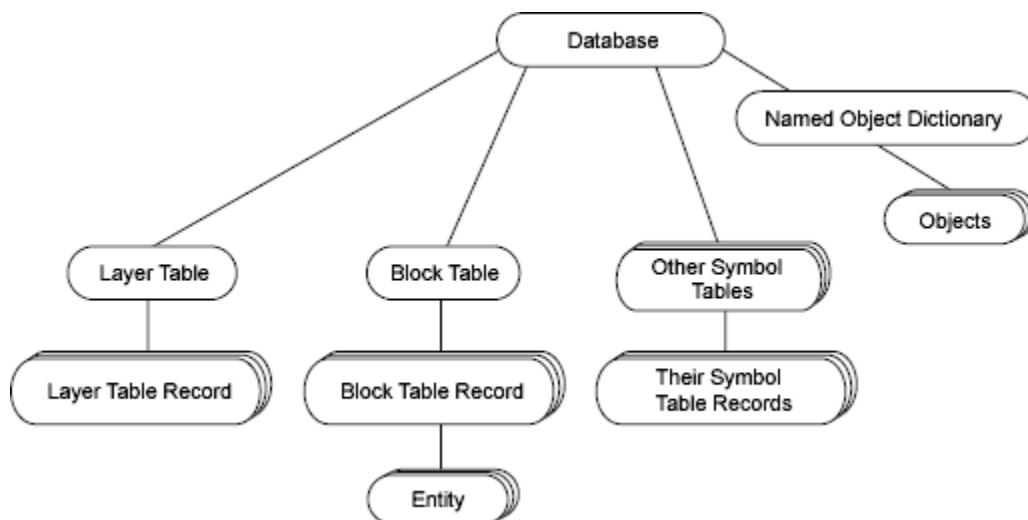 Database
Named Object Dictionary
Objects
Layer Table
Block Table
Other Symbol
Tables
Layer Table Record
Block Table Record
Their Symbol
Table Records
Entity